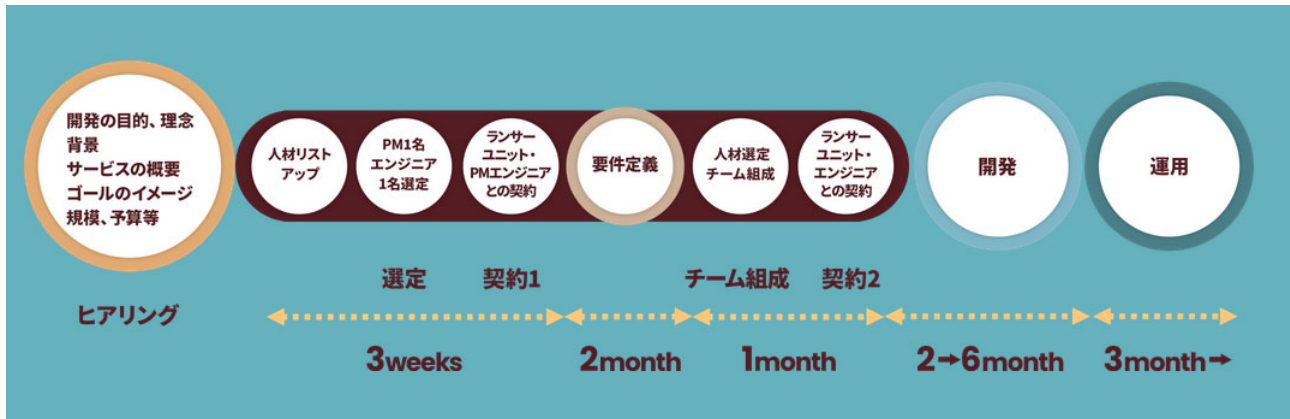 開発の目的、理念
背景
サービスの概要
ゴールのイメージ
規模、予算等
人材リスト
アップ
PM1名
エンジニア
1名選定
ランサー
ユニット・
PMエンジニア
との契約
要件定義
人材選定
チーム組成
ランサー
ユニット・
エンジニア
との契約
開発
運用
ヒアリング
選定
契約1
チーム組成
契約2
3weeks
2month
1month
2→6month
3month→